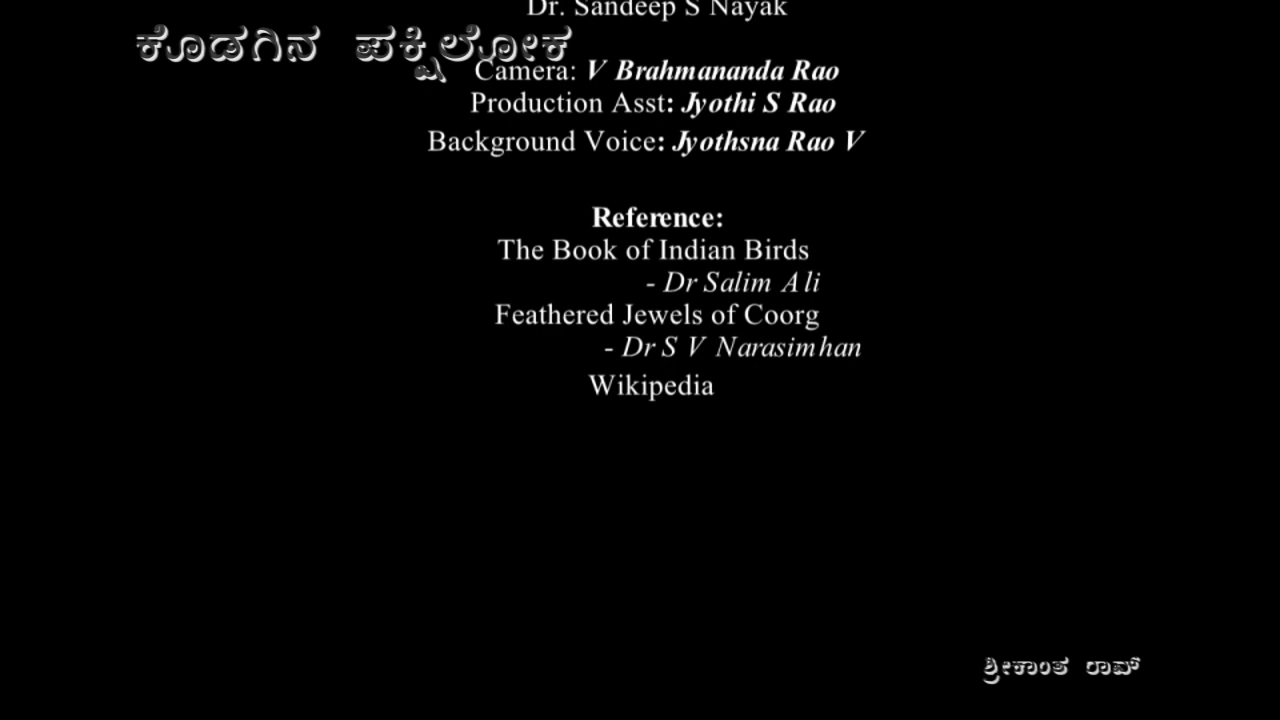 Dr. Sandeep S Nayak
ಕೊಡಗಿನ ಪಕ್ಷಿಲೋಕ
Camera: V Brahmananda Rao
Production Asst: Jyothi S Rao
Background Voice: Jyothsna Rao V
Reference:
The Book of Indian Birds
- Dr Salim Ali
Feathered Jewels of Coorg
- Dr S V Narasimhan
Wikipedia
ಶ್ರೀಕಾಂತ ರಾವ್